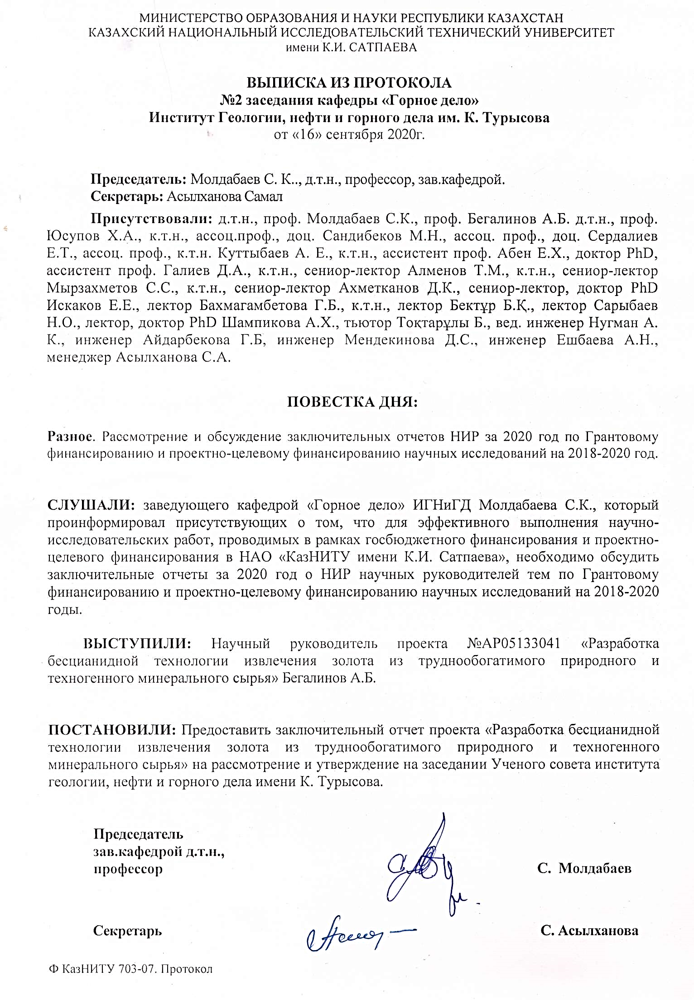 МИНИСТЕРСТВО ОБРАЗОВАНИЯ И НАУКИ РЕСПУБЛИКИ КАЗАХСТАН
КАЗАХСКИЙ НАЦИОНАЛЬНЫЙ ИССЛЕДОВАТЕЛЬСКИЙ ТЕХНИЧЕСКИЙ УНИВЕРСИТЕТ
имени К.И. САТПАЕВА
ВЫПИСКА ИЗ ПРОТОКОЛА
№2 заседания кафедры «Горное дело»
Институт Геологии, нефти и горного дела им. К. Турысова
от «16» сентября 2020г.
Председатель: Молдабаев С. К.., д.т.н., профессор, зав.кафедрой.
Секретарь: Асылханова Самал
Присутствовали: д.т.н., проф. Молдабаев С.К., проф. Бегалинов А.Б. д.т.н., проф.
Юсупов Х.А., к.т.н., ассоц.проф., доц. Сандибеков М.Н., ассоц. проф., доц. Сердалиев
Е.Т., ассоц. проф., к.т.н. Куттыбаев А. Е., к.т.н., ассистент проф. Абен Е.Х., доктор PhD,
ассистент проф. Галиев Д.А., к.т.н., сениор-лектор Алменов Т.М., к.т.н., сениор-лектор
Мырзахметов С.С., к.т.н., сениор-лектор Ахметканов Д.К., сениор-лектор, доктор PhD
Искаков Е.Е., лектор Бахмагамбетова Г.Б., к.т.н., лектор Бектұр Б.Қ., лектор Сарыбаев
Н.О., лектор, доктор PhD Шампикова А.Х., тьютор Тоқтарұлы Б., вед. инженер Нугман А.
К., инженер Айдарбекова Г.Б, инженер Мендекинова Д.С., инженер Ешбаева А.Н.,
менеджер Асылханова С.А.
ПОВЕСТКА ДНЯ:
Разное. Рассмотрение и обсуждение заключительных отчетов НИР за 2020 год по Грантовому
финансированию и проектно-целевому финансированию научных исследований на 2018-2020 год.
СЛУШАЛИ: заведующего кафедрой «Горное дело» ИГНиГД Молдабаева С.К., который
проинформировал присутствующих о том, что для эффективного выполнения научно-
исследовательских работ, проводимых в рамках госбюджетного финансирования и проектно-
целевого финансирования в НАО «КазНИТУ имени К.И. Сатпаева», необходимо обсудить
заключительные отчеты за 2020 год о НИР научных руководителей тем по Грантовому
финансированию и проектно-целевому финансированию научных исследований на 2018-2020
годы.
ВЫСТУПИЛИ: Научный руководитель проекта №АР05133041 «Разработка
бесцианидной технологии извлечения золота из труднообогатимого природного и
техногенного минерального сырья» Бегалинов А.Б.
ПОСТАНОВИЛИ: Предоставить заключительный отчет проекта «Разработка бесцианидной
технологии извлечения золота из труднообогатимого природного и техногенного
минерального сырья» на рассмотрение и утверждение на заседании Ученого совета института
геологии, нефти и горного дела имени К. Турысова.
Председатель
зав.кафедрой д.т.н.,
профессор С. Молдабаев
Секретарь С. Асылханова
Ф КазНИТУ 703-07. Протокол